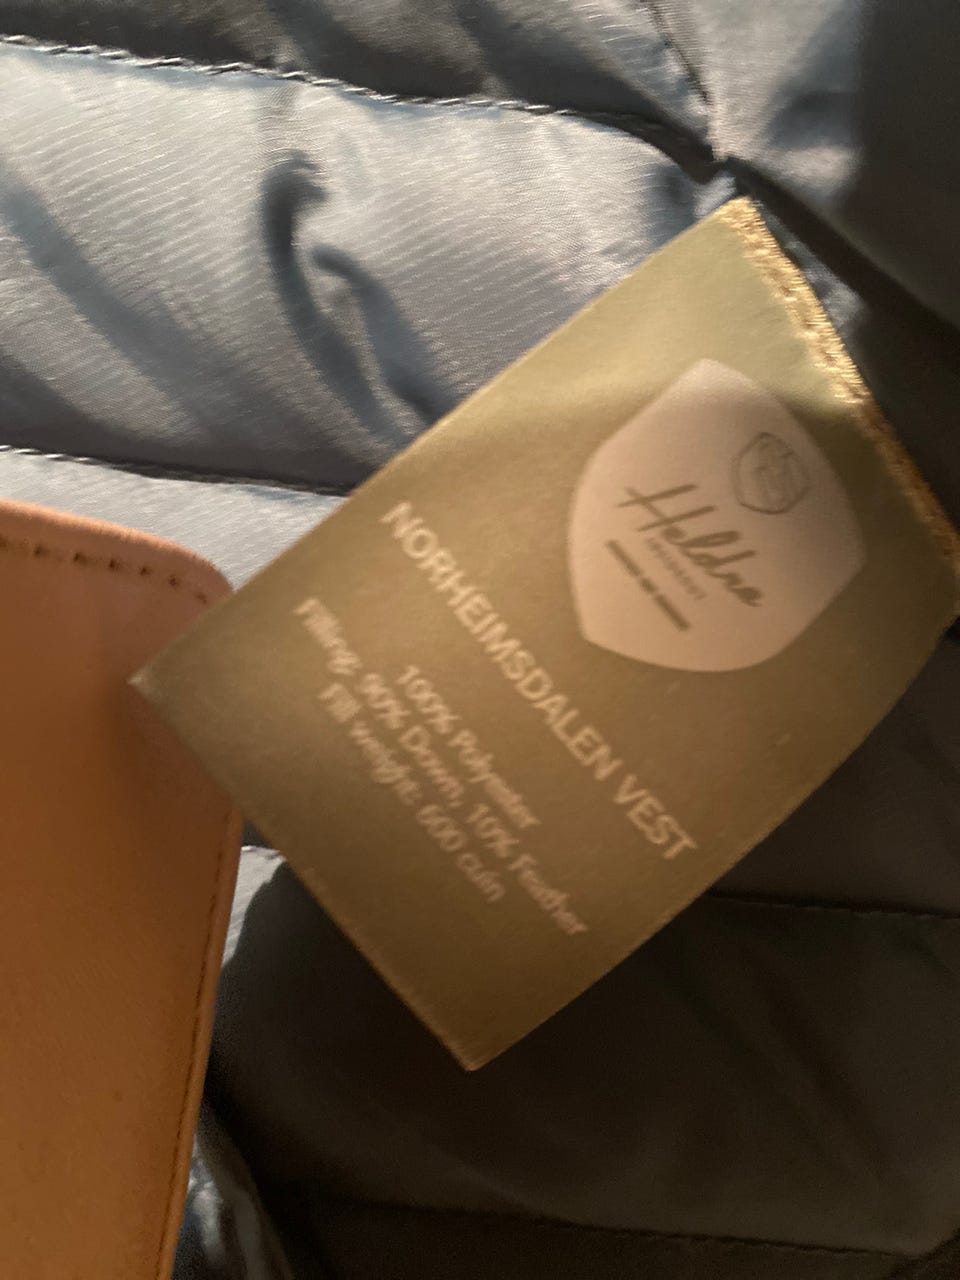 Heldre
NORHEIMSDALEN VEST
100% Polyester
Filling: 90% Down, 10% Feather
Fill weight: 600 cuin